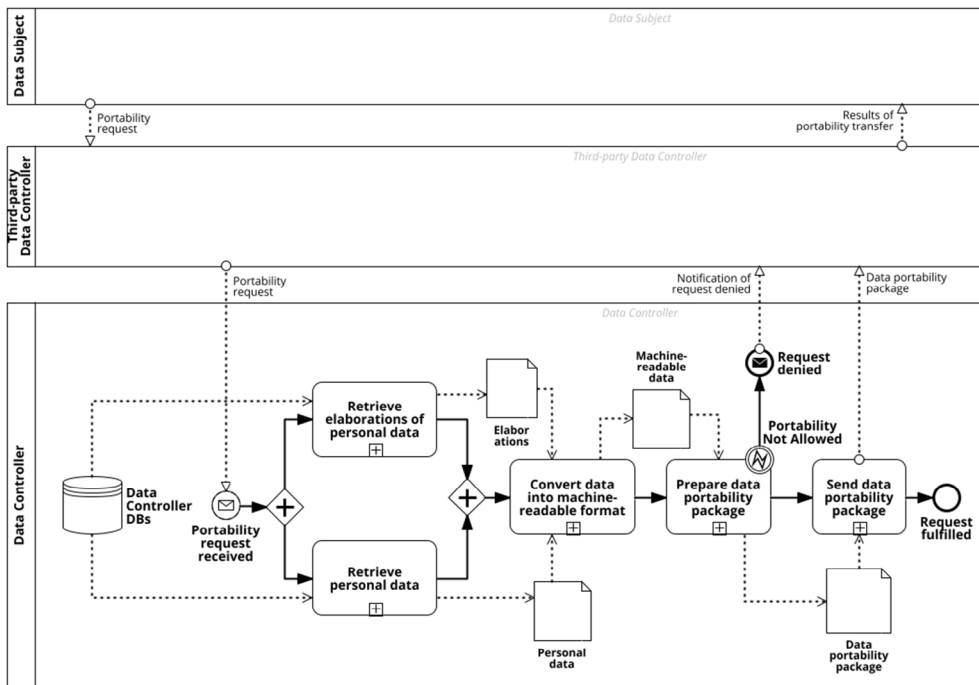 Data Subject
Data Subject
Portability
request
Results of
portability transfer
Third-party
Data Controller
Third-party Data Controller
Portability
request
Notification of
request denied
Data portability
package
Data Controller
Data Controller
Machine-
readable
data
Request
denied
Retrieve
elaborations of
personal data
Elabor
ations
Portability
Not Allowed
Data
Controller
DBs
Portability
request
received
Convert data
into machine-
readable format
Prepare data
portability
package
Send data
portability
package
Request
fulfilled
Retrieve
personal data
Personal
data
Data
portability
package